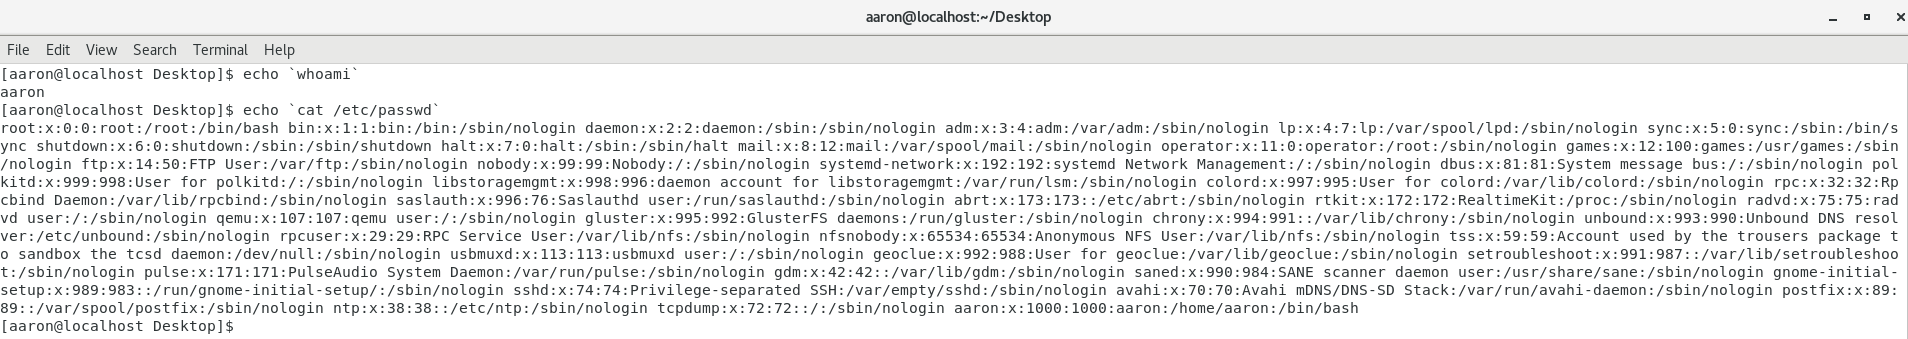 aaron@localhost:~/Desktop
File Edit View Search Terminal Help
[aaron@localhost Desktop]$ echo `whoami`
aaron
[aaron@localhost Desktop]$ echo `cat /etc/passwd`
root:x:0:0:root:/root:/bin/bash bin:x:1:1:bin:/bin:/sbin/nologin daemon:x:2:2:daemon:/sbin:/sbin/nologin adm:x:3:4:adm:/var/adm:/sbin/nologin lp:x:4:7:lp:/var/spool/lpd:/sbin/nologin sync:x:5:0:sync:/sbin:/bin/s
ync shutdown:x:6:0:shutdown:/sbin:/sbin/shutdown halt:x:7:0:halt:/sbin:/sbin/halt mail:x:8:12:mail:/var/spool/mail:/sbin/nologin operator:x:11:0:operator:/root:/sbin/nologin games:x:12:100:games:/usr/games:/sbin
/nologin ftp:x:14:50:FTP User:/var/ftp:/sbin/nologin nobody:x:99:99:Nobody:/:/sbin/nologin systemd-network:x:192:192:systemd Network Management:/:/sbin/nologin dbus:x:81:81:System message bus:/:/sbin/nologin pol
kitd:x:999:998:User for polkitd:/:/sbin/nologin libstoragemgmt:x:998:996:daemon account for libstoragemgmt:/var/run/lsm:/sbin/nologin colord:x:997:995:User for colord:/var/lib/colord:/sbin/nologin rpc:x:32:32:Rp
cbind Daemon:/var/lib/rpcbind:/sbin/nologin saslauth:x:996:76:Saslauthd user:/run/saslauthd:/sbin/nologin abrt:x:173:173::/etc/abrt:/sbin/nologin rtkit:x:172:172:RealtimeKit:/proc:/sbin/nologin radvd:x:75:75:rad
vd user:/:/sbin/nologin qemu:x:107:107:qemu user:/:/sbin/nologin gluster:x:995:992:GlusterFS daemons:/run/gluster:/sbin/nologin chrony:x:994:991::/var/lib/chrony:/sbin/nologin unbound:x:993:990:Unbound DNS resol
ver:/etc/unbound:/sbin/nologin rpcuser:x:29:29:RPC Service User:/var/lib/nfs:/sbin/nologin nfsnobody:x:65534:65534:Anonymous NFS User:/var/lib/nfs:/sbin/nologin tss:x:59:59:Account used by the trousers package t
o sandbox the tcsd daemon:/dev/null:/sbin/nologin usbmuxd:x:113:113:usbmuxd user:/:/sbin/nologin geoclue:x:992:988:User for geoclue:/var/lib/geoclue:/sbin/nologin setroubleshoot:x:991:987::/var/lib/setroubleshoo
t:/sbin/nologin pulse:x:171:171:PulseAudio System Daemon:/var/run/pulse:/sbin/nologin gdm:x:42:42::/var/lib/gdm:/sbin/nologin saned:x:990:984:SANE scanner daemon user:/usr/share/sane:/sbin/nologin gnome-initial-
setup:x:989:983::/run/gnome-initial-setup/:/sbin/nologin sshd:x:74:74:Privilege-separated SSH:/var/empty/sshd:/sbin/nologin avahi:x:70:70:Avahi mDNS/DNS-SD Stack:/var/run/avahi-daemon:/sbin/nologin postfix:x:89:
89::/var/spool/postfix:/sbin/nologin ntp:x:38:38::/etc/ntp:/sbin/nologin tcpdump:x:72:72::/:/sbin/nologin aaron:x:1000:1000:aaron:/home/aaron:/bin/bash
[aaron@localhost Desktop]$